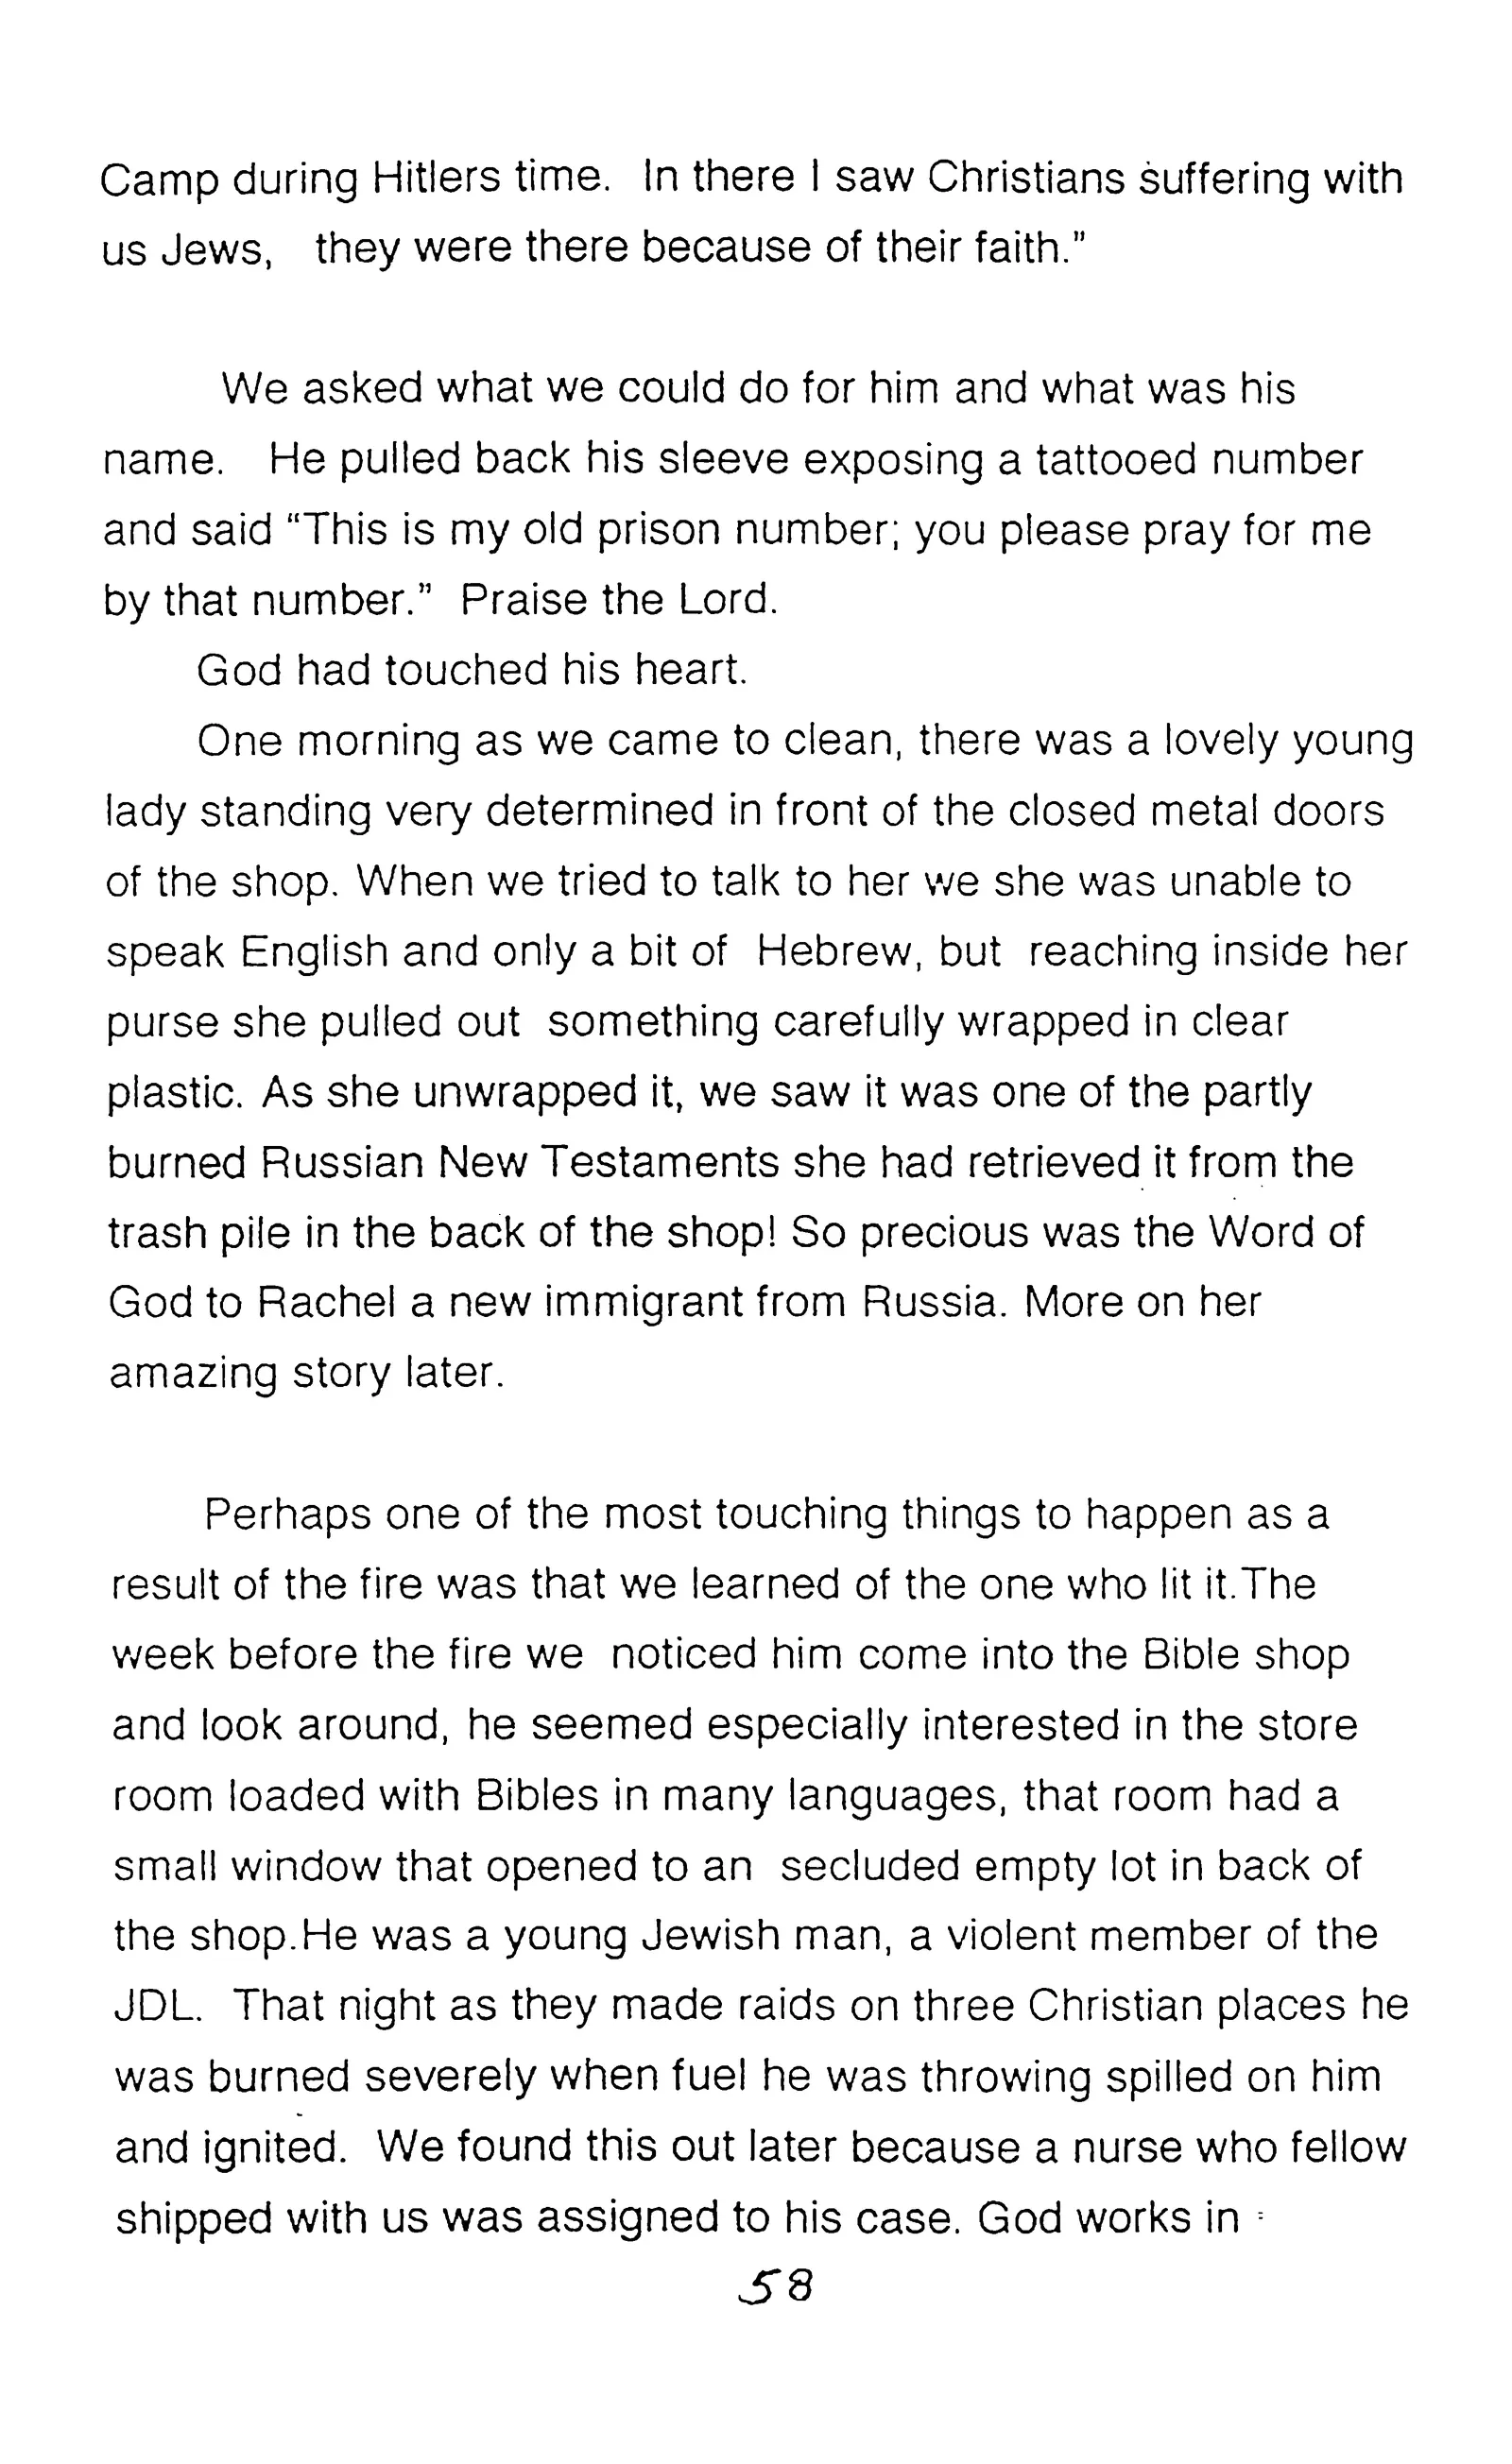 Camp during Hitlers time. In there I saw Christians suffering with
us Jews, they were there because of their faith."
We asked what we could do for him and what was his
name. He pulled back his sleeve exposing a tattooed number
and said "This is my old prison number; you please pray for me
by that number." Praise the Lord.
God had touched his heart.
One morning as we came to clean, there was a lovely young
lady standing very determined in front of the closed metal doors
of the shop. When we tried to talk to her we she was unable to
speak English and only a bit of Hebrew, but reaching inside her
purse she pulled out something carefully wrapped in clear
plastic. As she unwrapped it, we saw it was one of the partly
burned Russian New Testaments she had retrieved it from the
trash pile in the back of the shop! So precious was the Word of
God to Rachel a new immigrant from Russia. More on her
amazing story later.
Perhaps one of the most touching things to happen as a
result of the fire was that we learned of the one who lit it.The
week before the fire we noticed him come into the Bible shop
and look around, he seemed especially interested in the store
room loaded with Bibles in many languages, that room had a
small window that opened to an secluded empty lot in back of
the shop.He was a young Jewish man, a violent member of the
JDL. That night as they made raids on three Christian places he
was burned severely when fuel he was throwing spilled on him
and ignited. We found this out later because a nurse who fellow
shipped with us was assigned to his case. God works in
58